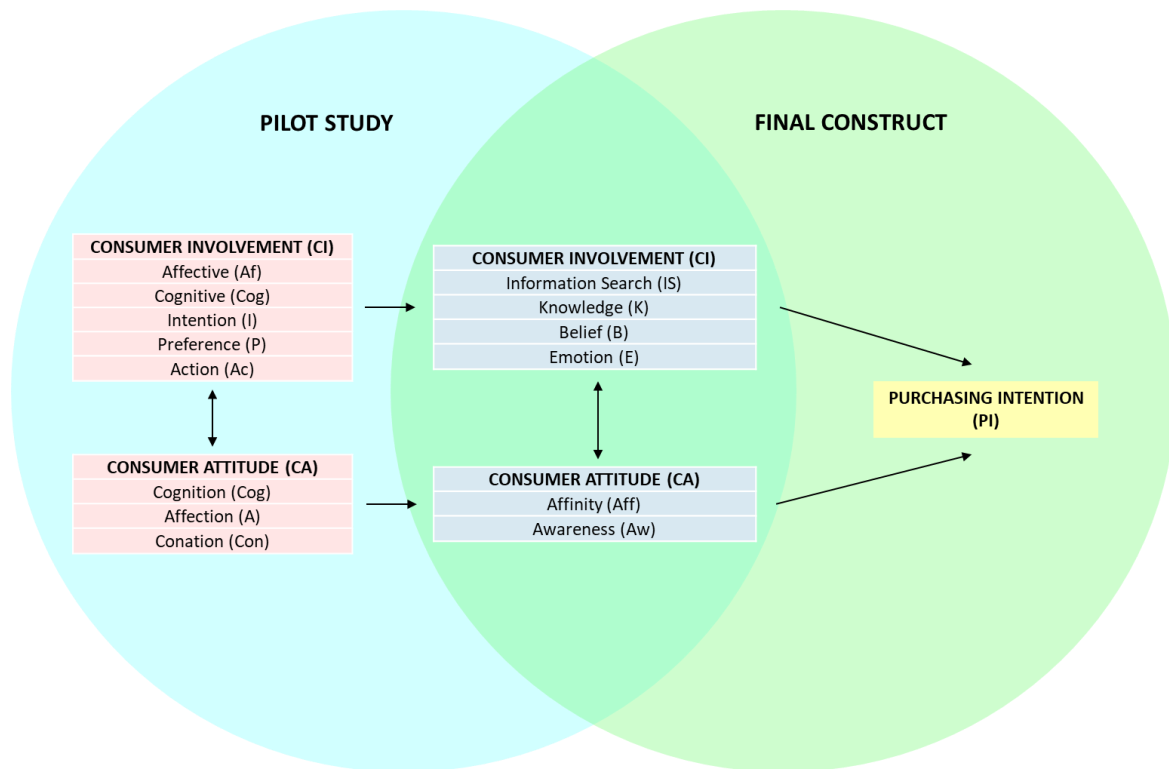 PILOT STUDY
FINAL CONSTRUCT
CONSUMER INVOLVEMENT (CI)
Affective (Af)
Cognitive (Cog)
Intention (I)
Preference (P)
Action (Ac)
CONSUMER ATTITUDE (CA)
Cognition (Cog)
Affection (A)
Conation (Con)
CONSUMER INVOLVEMENT (CI)
Information Search (IS)
Knowledge (K)
Belief (B)
Emotion (E)
CONSUMER ATTITUDE (CA)
Affinity (Aff)
Awareness (Aw)
PURCHASING INTENTION
(PI)